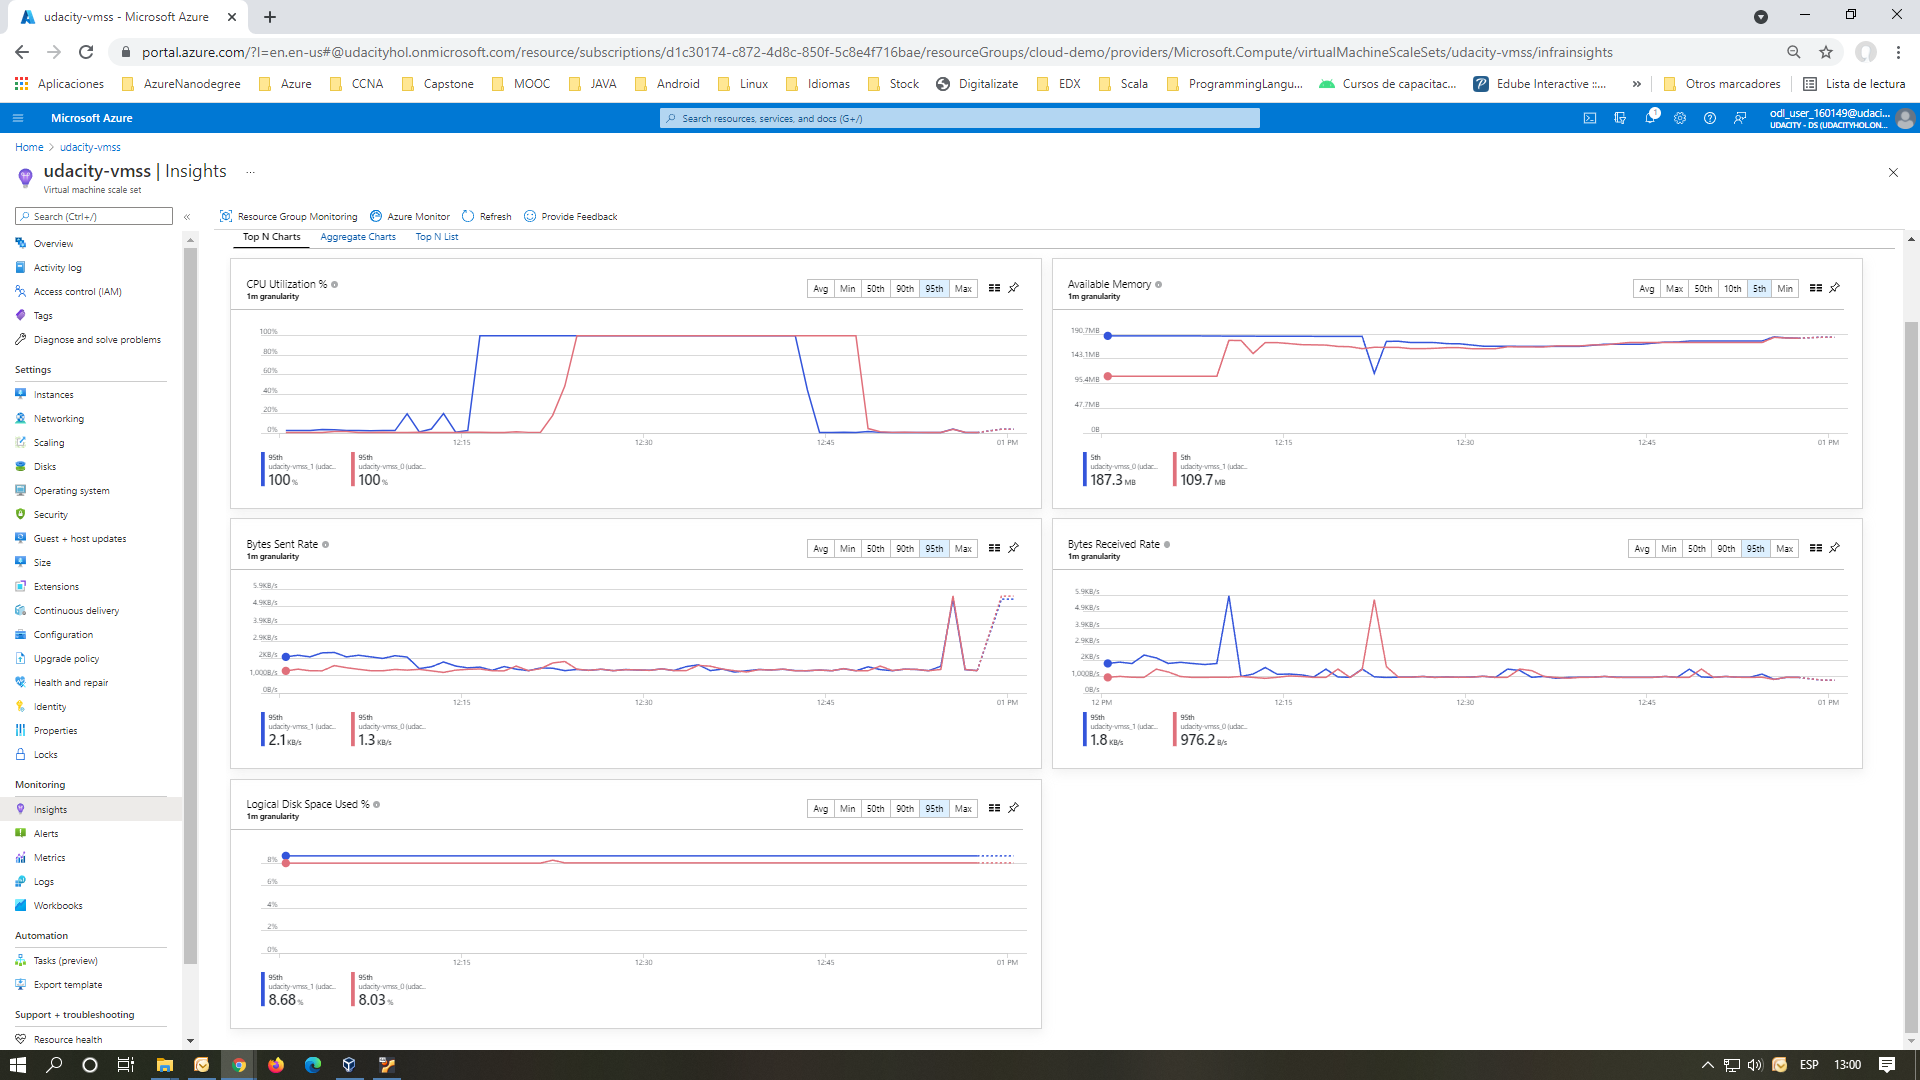 udacity-vmss - Microsoft Azure
portal.azure.com/?l=en.en-us#@udacityhol.onmicrosoft.com/resource/subscriptions/d1c30174-c872-4d8c-850f-5c8e4f716bae/resourceGroups/cloud-demo/providers/Microsoft.Compute/virtualMachineScaleSets/udacity-vmss/infrainsights
Aplicaciones AzureNanodegree Azure CCNA Capstone MOOC JAVA Android Linux Idiomas Stock Digitalizate EDX Scala ProgrammingLangu... Cursos de capacitac... Edube Interactive ::... » Otros marcadores Lista de lectura
Microsoft Azure
Search resources, services, and docs (G+/)
1
odl_user_160149@udaci...
UDACITY - DS (UDACITYHOLON...
Home > udacity-vmss
udacity-vmss | Insights ...
Virtual machine scale set
Search (Ctrl+/) «
Overview
Activity log
Access control (IAM)
Tags
Diagnose and solve problems
Settings
Instances
Networking
Scaling
Disks
Operating system
Security
Guest + host updates
Size
Extensions
Continuous delivery
Configuration
Upgrade policy
Health and repair
Identity
Properties
Locks
Monitoring
Insights
Alerts
Metrics
Logs
Workbooks
Automation
Tasks (preview)
Export template
Support + troubleshooting
Resource health
Resource Group Monitoring Azure Monitor Refresh Provide Feedback
Top N Charts Aggregate Charts Top N List
CPU Utilization %
1m granularity
Avg Min 50th 90th 95th Max
100%
80%
60%
40%
20%
0%
12:15 12:30 12:45 01 PM
95th 95th
udacity-vmss_1 (udac... udacity-vmss_0 (udac...
100 % 100 %
Available Memory
1m granularity
Avg Max 50th 10th 5th Min
190.7MB
143.1MB
95.4MB
47.7MB
0B
12:15 12:30 12:45 01 PM
5th 5th
udacity-vmss_0 (udac... udacity-vmss_1 (udac...
187.3 MB 109.7 MB
Bytes Sent Rate
1m granularity
Avg Min 50th 90th 95th Max
5.9KB/s
4.9KB/s
3.9KB/s
2.9KB/s
2KB/s
1,000B/s
0B/s
12:15 12:30 12:45 01 PM
95th 95th
udacity-vmss_1 (udac... udacity-vmss_0 (udac...
2.1 KB/s 1.3 KB/s
Bytes Received Rate
1m granularity
Avg Min 50th 90th 95th Max
5.9KB/s
4.9KB/s
3.9KB/s
2.9KB/s
2KB/s
1,000B/s
0B/s
12 PM 12:15 12:30 12:45 01 PM
95th 95th
udacity-vmss_1 (udac... udacity-vmss_0 (udac...
1.8 KB/s 976.2 B/s
Logical Disk Space Used %
1m granularity
Avg Min 50th 90th 95th Max
8%
6%
4%
2%
0%
12:15 12:30 12:45 01 PM
95th 95th
udacity-vmss_1 (udac... udacity-vmss_0 (udac...
8.68 % 8.03 %
ESP 13:00